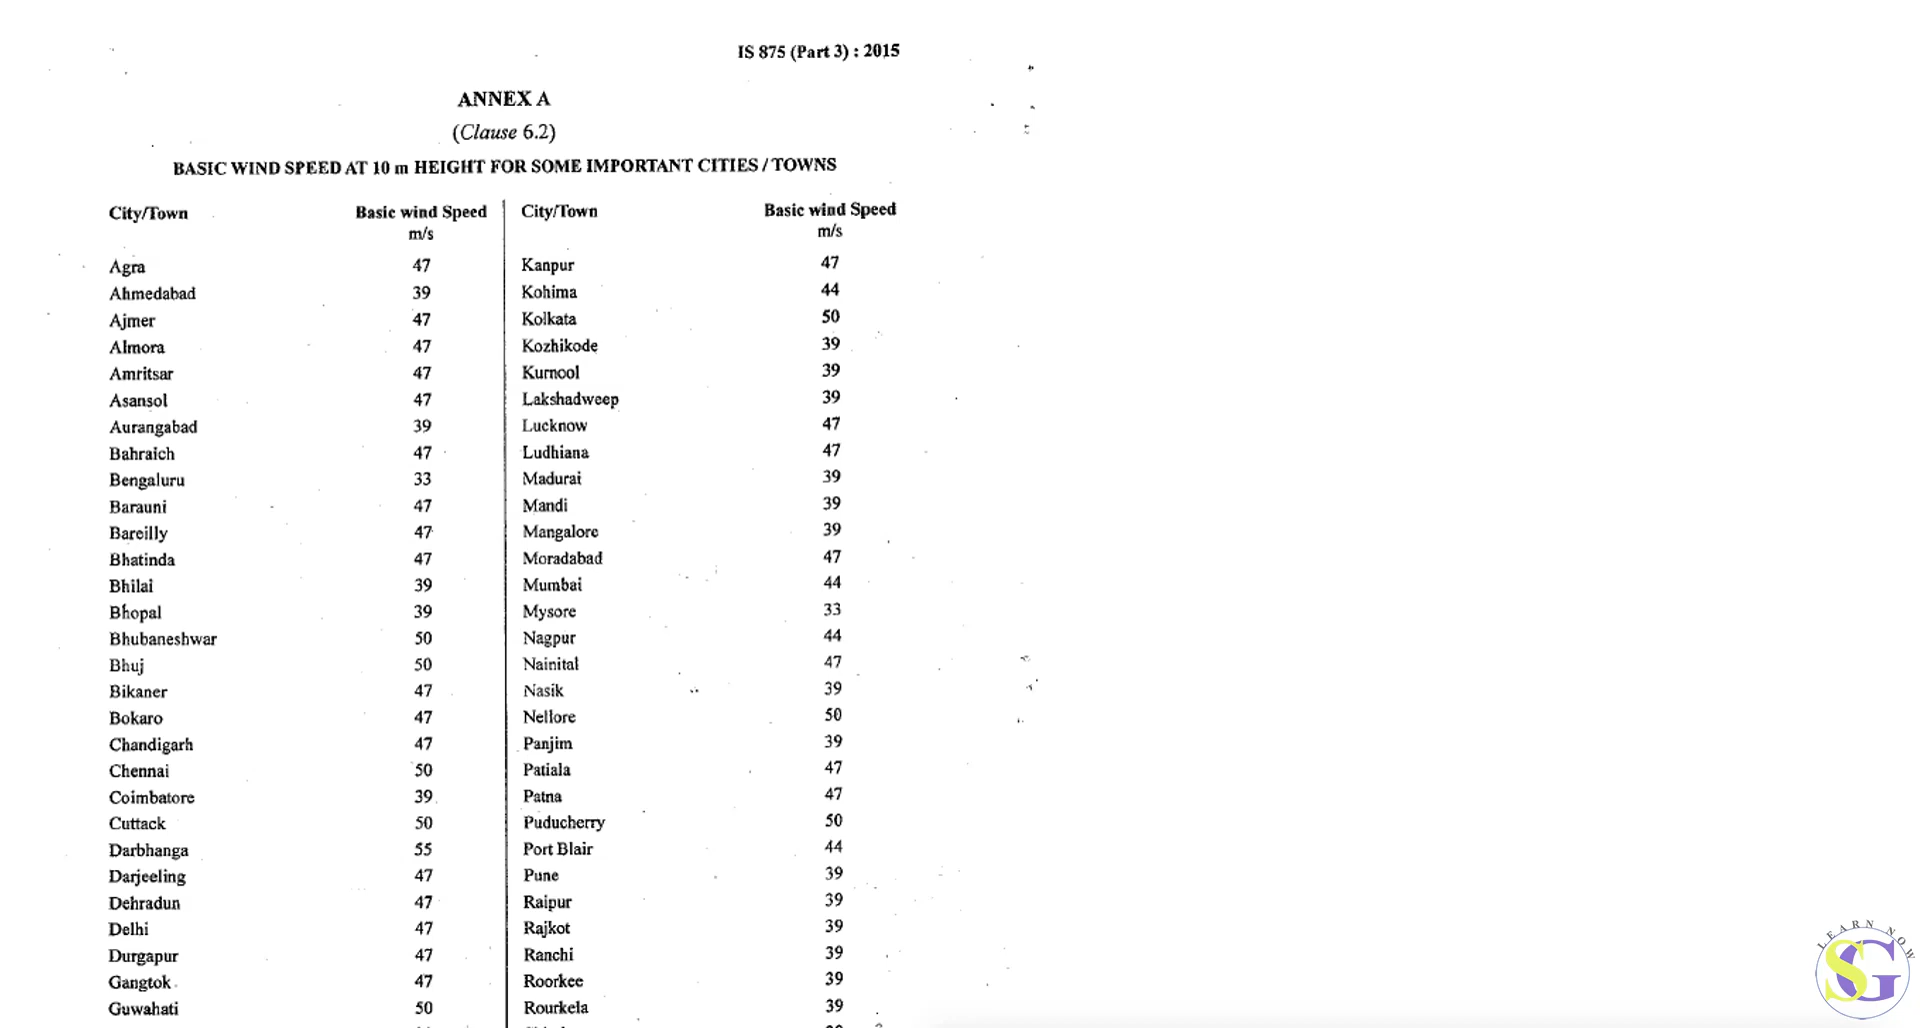 IS 875 (Part 3) : 2015
ANNEX A
(Clause 6.2)
BASIC WIND SPEED AT 10 m HEIGHT FOR SOME IMPORTANT CITIES / TOWNS
City/Town Basic wind Speed City/Town Basic wind Speed
m/s m/s
Agra 47 Kanpur 47
Ahmedabad 39 Kohima 44
Ajmer 47 Kolkata 50
Almora 47 Kozhikode 39
Amritsar 47 Kurnool 39
Asansol 47 Lakshadweep 39
Aurangabad 39 Lucknow 47
Bahraich 47 Ludhiana 47
Bengaluru 33 Madurai 39
Barauni 47 Mandi 39
Bareilly 47 Mangalore 39
Bhatinda 47 Moradabad 47
Bhilai 39 Mumbai 44
Bhopal 39 Mysore 33
Bhubaneshwar 50 Nagpur 44
Bhuj 50 Nainital 47
Bikaner 47 Nasik 39
Bokaro 47 Nellore 50
Chandigarh 47 Panjim 39
Chennai 50 Patiala 47
Coimbatore 39 Patna 47
Cuttack 50 Puducherry 50
Darbhanga 55 Port Blair 44
Darjeeling 47 Pune 39
Dehradun 47 Raipur 39
Delhi 47 Rajkot 39
Durgapur 47 Ranchi 39
Gangtok 47 Roorkee 39
Guwahati 50 Rourkela 39
LEARN NOW
SG